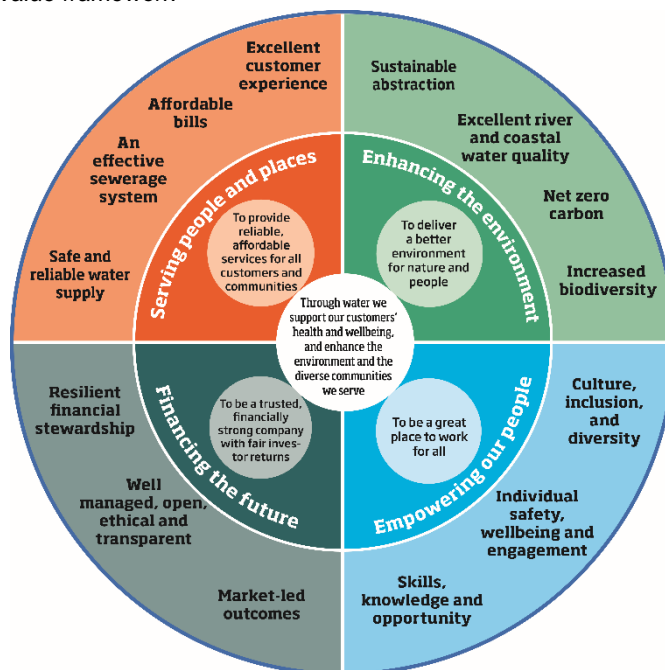 value framework
Excellent
customer
experience
Affordable
bills
An
effective
sewerage
system
Safe and
reliable water
supply
Serving people and places
To provide
reliable,
affordable
services for all
customers and
communities
Sustainable
abstraction
Excellent river
and coastal
water quality
Net zero
carbon
Increased
biodiversity
Enhancing the environment
To deliver
a better
environment
for nature and
people
Through water we
support our customers'
health and wellbeing,
and enhance the
environment and the
diverse communities
we serve
Resilient
financial
stewardship
Well
managed, open,
ethical and
transparent
Market-led
outcomes
Financing the future
To be a trusted,
financially
strong company
with fair inves-
tor returns
Culture,
inclusion,
and
diversity
Individual
safety,
wellbeing and
engagement
Skills,
knowledge and
opportunity
Empowering our people
To be a great
place to work
for all